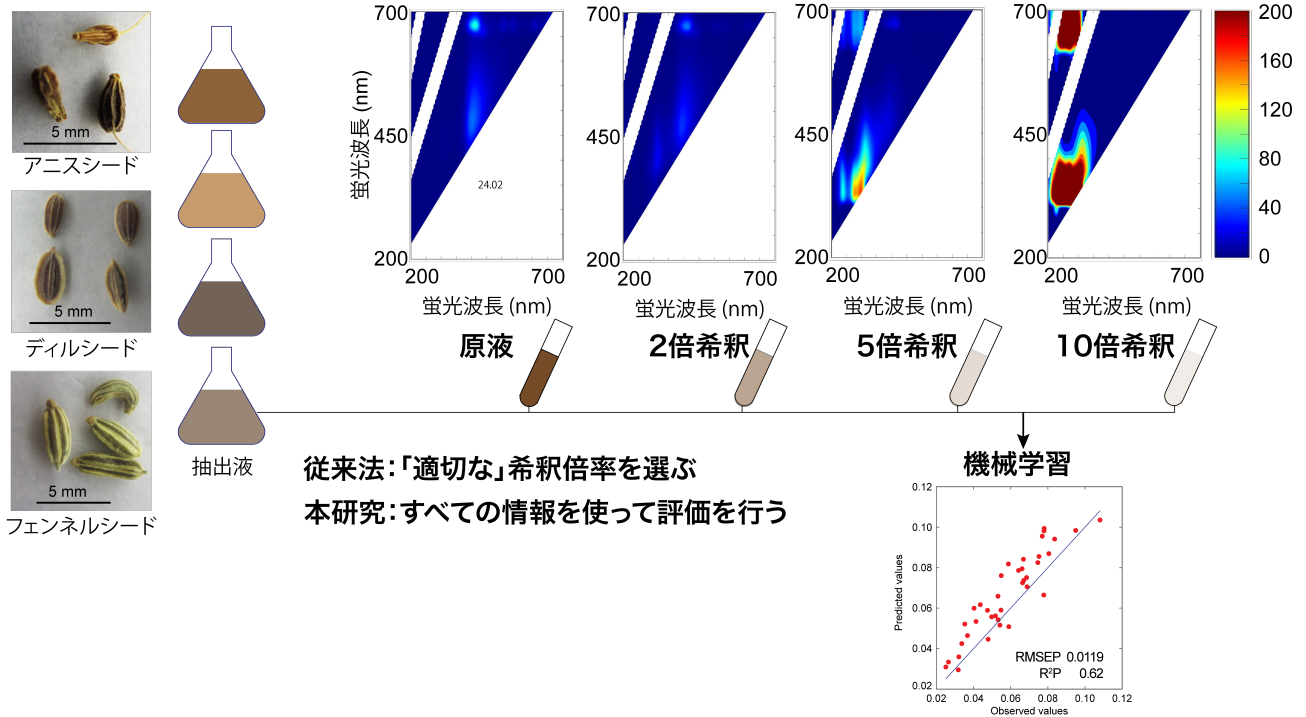 5 mm
アニスシード
5 mm
ディルシード
5 mm
フェンネルシード
抽出液
700
450
200
蛍光波長 (nm)
24.02
200
700
蛍光波長 (nm)
原液
700
450
200
200
700
蛍光波長 (nm)
2倍希釈
700
450
200
200
700
蛍光波長 (nm)
5倍希釈
700
450
200
200
700
蛍光波長 (nm)
10倍希釈
200
160
120
80
40
0
従来法：「適切な」希釈倍率を選ぶ
本研究：すべての情報を使って評価を行う
機械学習
0.12
0.10
0.08
0.06
0.04
0.02
Predicted values
RMSEP 0.0119
R²P 0.62
0.02 0.04 0.06 0.08 0.10 0.12
Observed values